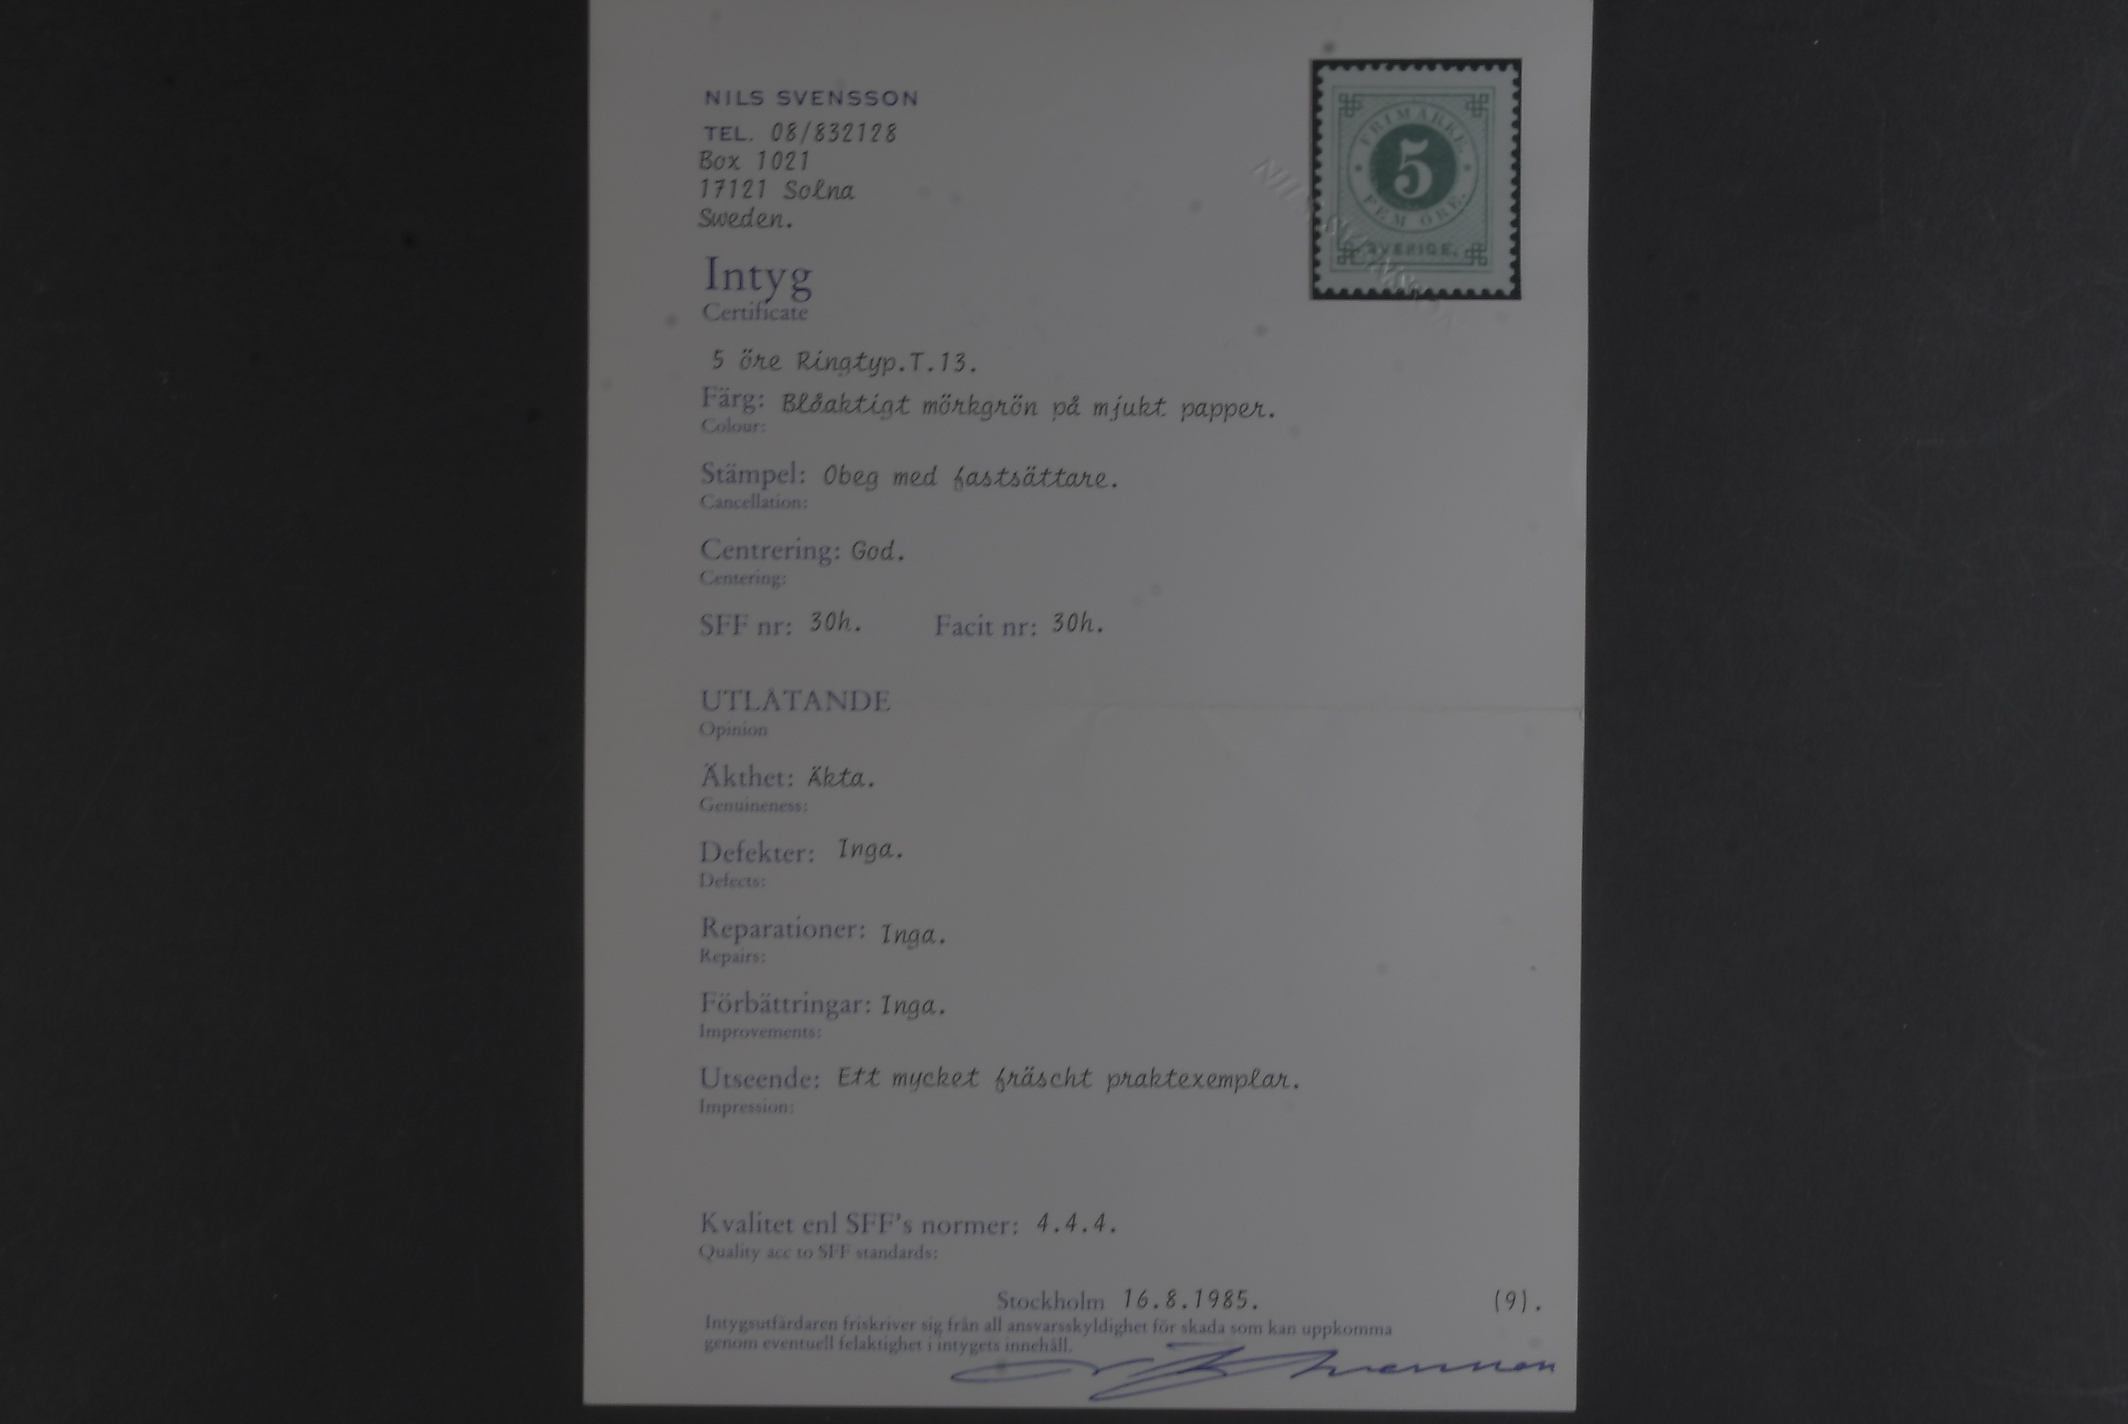 NILS SVENSSON
TEL. 08/832128
Box 1021
17121 Solna
Sweden.
FRIMÄRKE
5
FEM ÖRE.
SVERIGE.
NILS SVENSSON
Intyg
Certificate
5 öre Ringtyp.T.13.
Färg: Blåaktigt mörkgrön på mjukt papper.
Colour:
Stämpel: Obeg med fastsättare.
Cancellation:
Centrering: God.
Centering:
SFF nr: 30h. Facit nr: 30h.
UTLÅTANDE
Opinion
Äkthet: Äkta.
Genuineness:
Defekter: Inga.
Defects:
Reparationer: Inga.
Repairs:
Förbättringar: Inga.
Improvements:
Utseende: Ett mycket fräscht praktexemplar.
Impression:
Kvalitet enl SFF's normer: 4.4.4.
Quality acc to SFF standards:
Stockholm 16.8.1985. (9).
Intygsutfärdaren friskriver sig från all ansvarsskyldighet för skada som kan uppkomma
genom eventuell felaktighet i intygets innehåll.
N Svensson